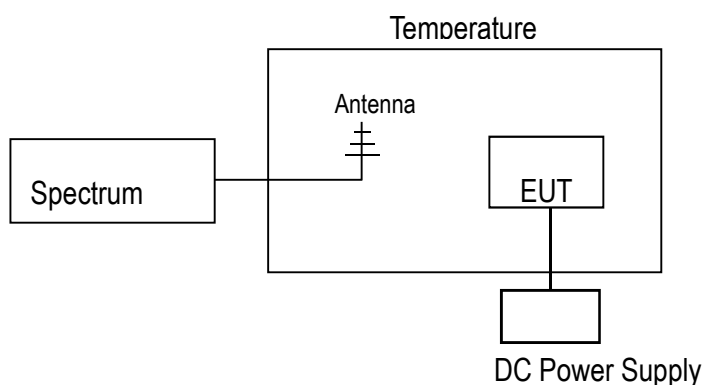 Temperature
Antenna
Spectrum
EUT
DC Power Supply